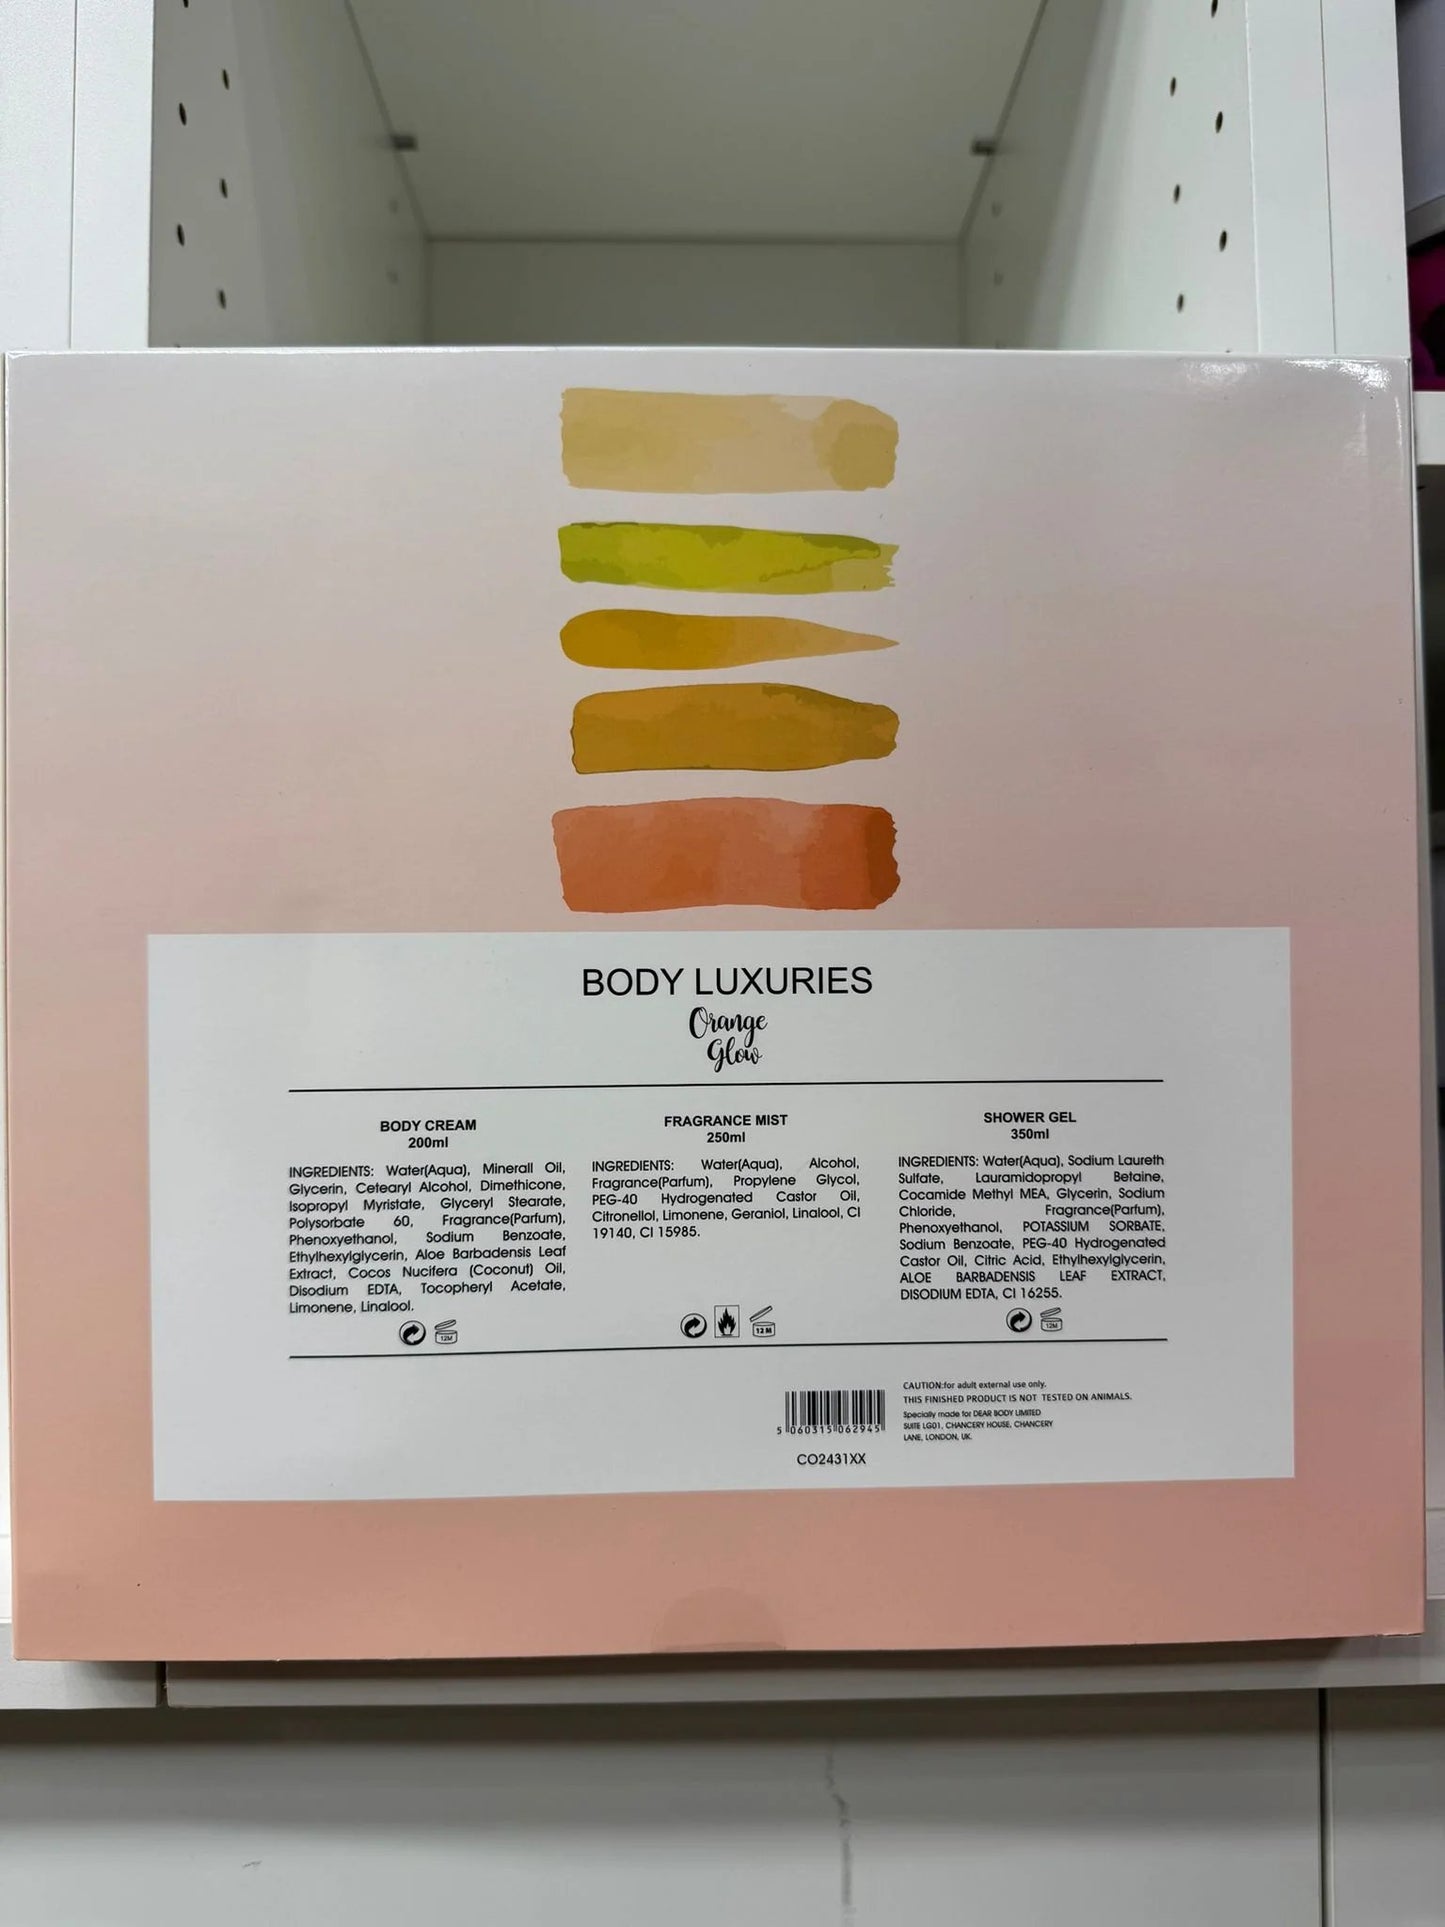 BODY LUXURIES
Orange
Glow
BODY CREAM
200ml
INGREDIENTS: Water(Aqua), Minerall Oil,
Glycerin, Cetearyl Alcohol, Dimethicone,
Isopropyl Myristate, Glyceryl Stearate,
Polysorbate 60, Fragrance(Parfum),
Phenoxyethanol, Sodium Benzoate,
Ethylhexylglycerin, Aloe Barbadensis Leaf
Extract, Cocos Nucifera (Coconut) Oil,
Disodium EDTA, Tocopheryl Acetate,
Limonene, Linalool.
12M
FRAGRANCE MIST
250ml
INGREDIENTS: Water(Aqua), Alcohol,
Fragrance(Parfum), Propylene Glycol,
PEG-40 Hydrogenated Castor Oil,
Citronellol, Limonene, Geraniol, Linalool, CI
19140, CI 15985.
12 M
SHOWER GEL
350ml
INGREDIENTS: Water(Aqua), Sodium Laureth
Sulfate, Lauramidopropyl Betaine,
Cocamide Methyl MEA, Glycerin, Sodium
Chloride, Fragrance(Parfum),
Phenoxyethanol, POTASSIUM SORBATE,
Sodium Benzoate, PEG-40 Hydrogenated
Castor Oil, Citric Acid, Ethylhexylglycerin,
ALOE BARBADENSIS LEAF EXTRACT,
DISODIUM EDTA, CI 16255.
12M
5 060315 062945
CO2431XX
CAUTION:for adult external use only.
THIS FINISHED PRODUCT IS NOT TESTED ON ANIMALS.
Specially made for DEAR BODY LIMITED
SUITE LG01, CHANCERY HOUSE, CHANCERY
LANE, LONDON, UK.